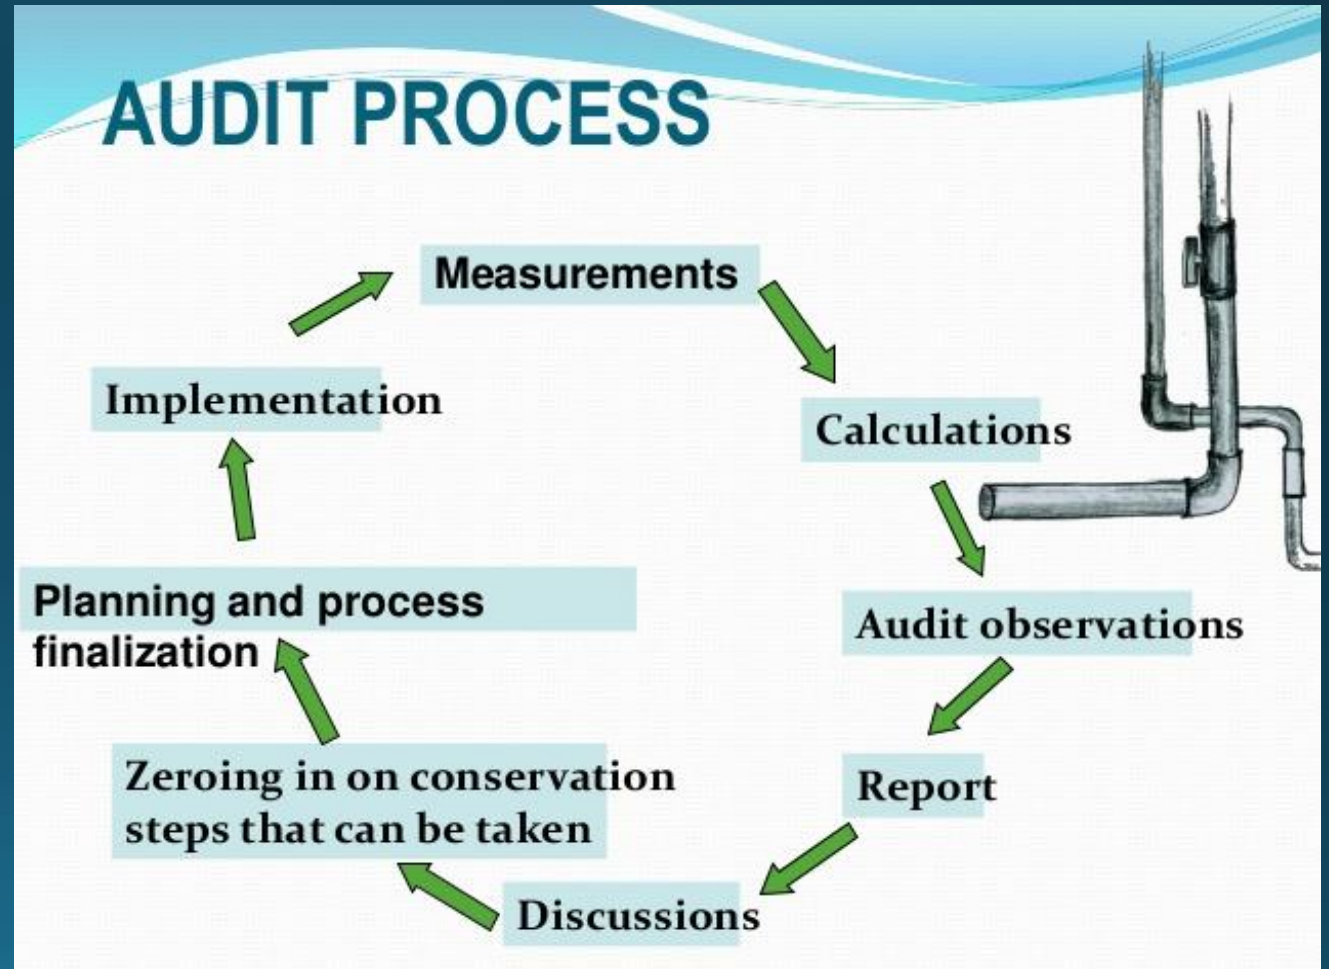 AUDIT PROCESS
Measurements
Calculations
Audit observations
Report
Discussions
Zeroing in on conservation
steps that can be taken
Planning and process
finalization
Implementation